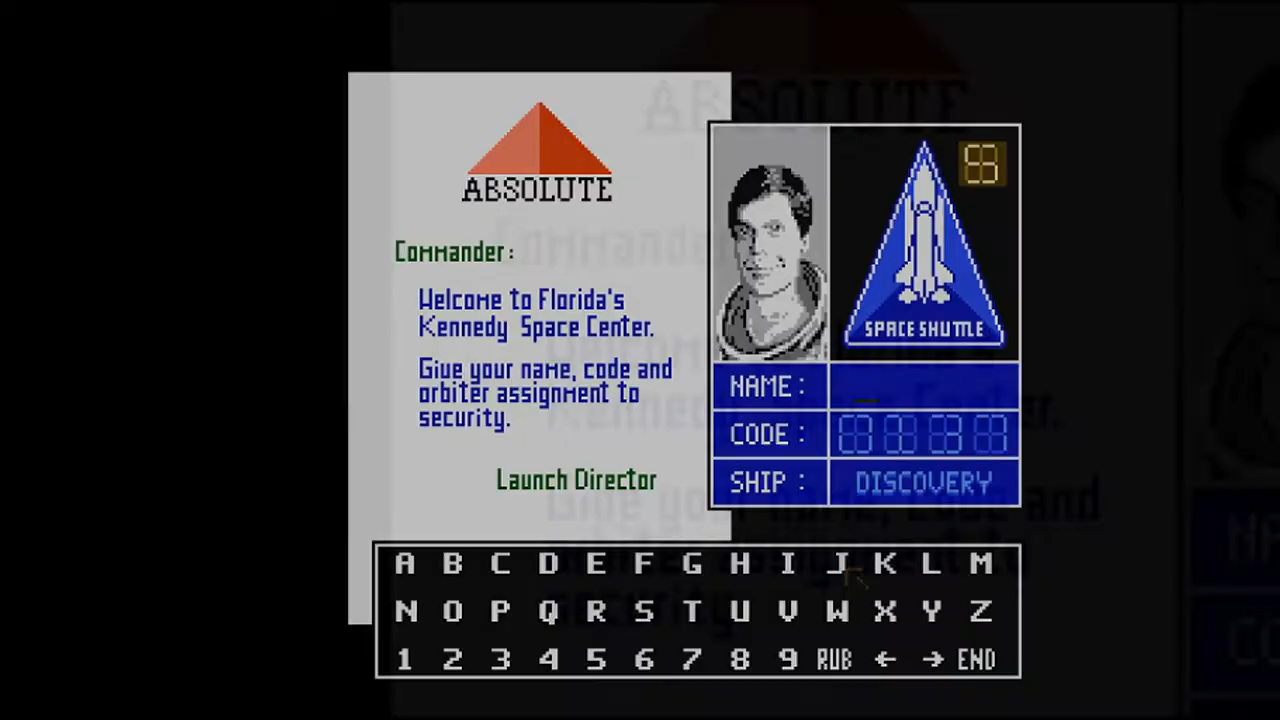 ABSOLUTE
Commander:
Welcome to Florida's
Kennedy Space Center.
Give your name, code and
orbiter assignment to
security.
Launch Director
SPACE SHUTTLE
NAME:
CODE:
SHIP: DISCOVERY
A B C D E F G H I J K L M
N O P Q R S T U V W X Y Z
1 2 3 4 5 6 7 8 9 RUB ← → END